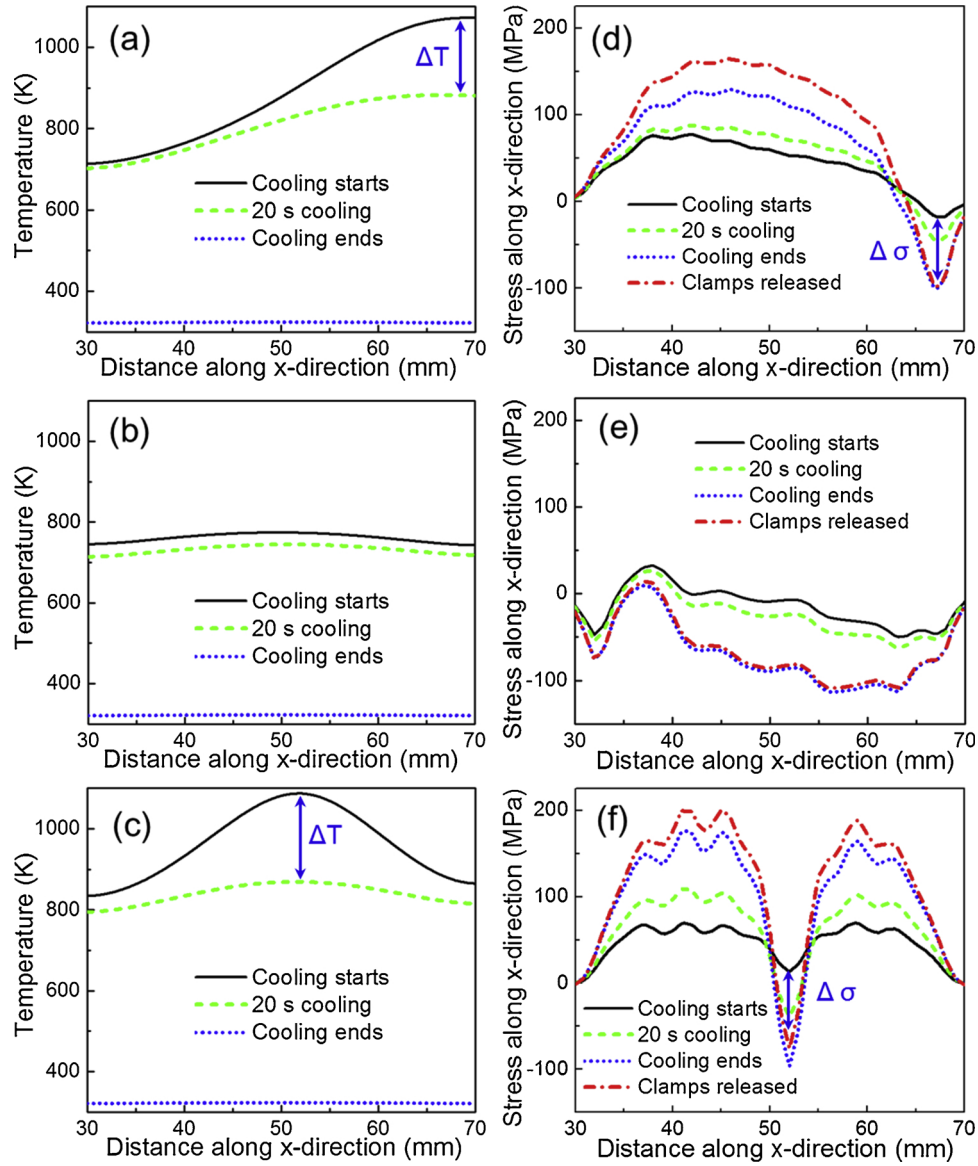 (a)
ΔT
Temperature (K)
1000
800
600
400
Cooling starts
20 s cooling
Cooling ends
30 40 50 60 70
Distance along x-direction (mm)
(d)
Stress along x-direction (MPa)
200
100
0
-100
Cooling starts
20 s cooling
Cooling ends
Clamps released
Δ σ
30 40 50 60 70
Distance along x-direction (mm)
(b)
Temperature (K)
1000
800
600
400
Cooling starts
20 s cooling
Cooling ends
30 40 50 60 70
Distance along x-direction (mm)
(e)
Stress along x-direction (MPa)
200
100
0
-100
Cooling starts
20 s cooling
Cooling ends
Clamps released
30 40 50 60 70
Distance along x-direction (mm)
(c)
ΔT
Temperature (K)
1000
800
600
400
Cooling starts
20 s cooling
Cooling ends
30 40 50 60 70
Distance along x-direction (mm)
(f)
Stress along x-direction (MPa)
200
100
0
-100
Δ σ
Cooling starts
20 s cooling
Cooling ends
Clamps released
30 40 50 60 70
Distance along x-direction (mm)